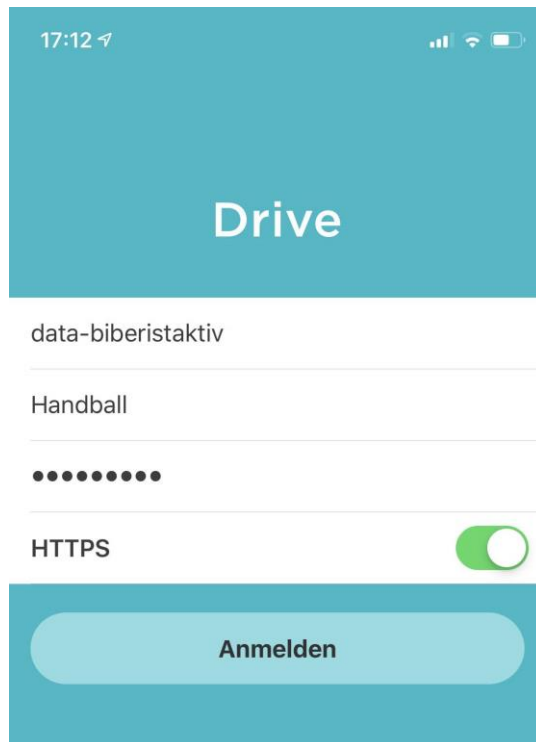 17:12
Drive
data-biberistaktiv
Handball
•••••••••
HTTPS
Anmelden